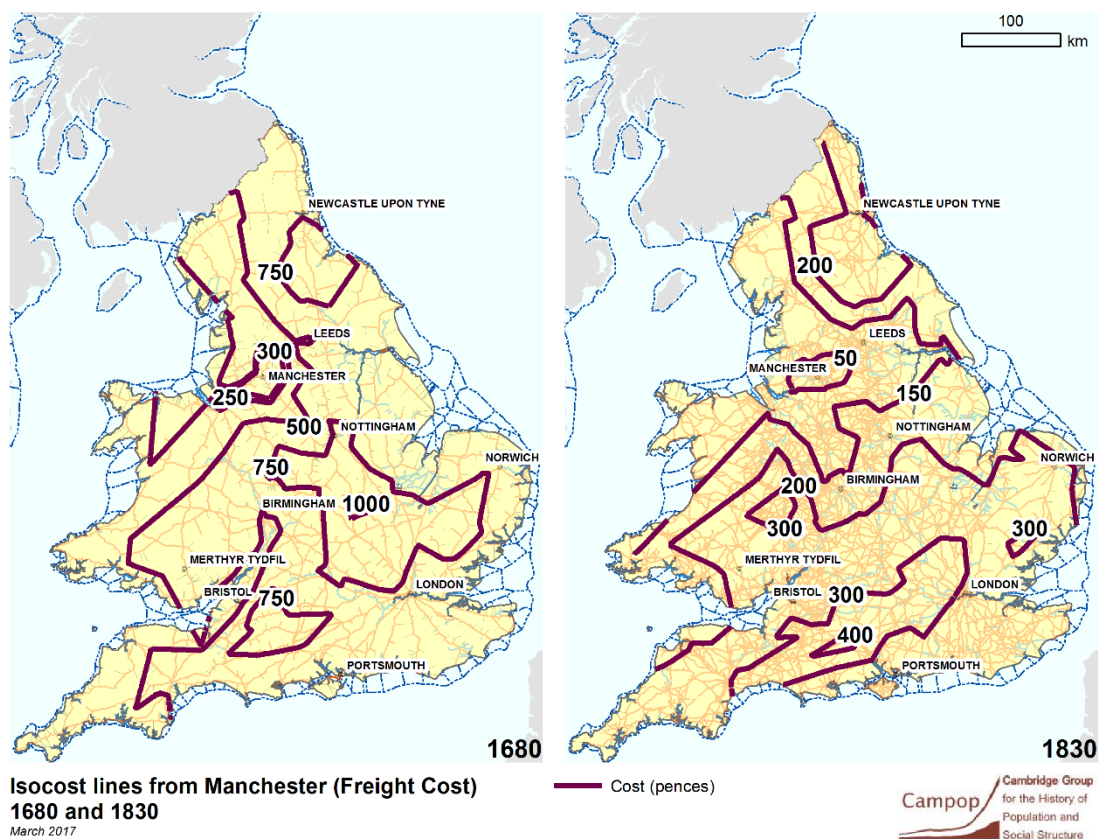 NEWCASTLE UPON TYNE
750
LEEDS
300
MANCHESTER
250
500
NOTTINGHAM
750
NORWICH
BIRMINGHAM
1000
MERTHYR TYDFIL
BRISTOL
750
LONDON
PORTSMOUTH
1680
100
km
NEWCASTLE UPON TYNE
200
LEEDS
50
MANCHESTER
150
NOTTINGHAM
NORWICH
BIRMINGHAM
200
300
300
MERTHYR TYDFIL
BRISTOL
300
LONDON
400
PORTSMOUTH
1830
Isocost lines from Manchester (Freight Cost)
1680 and 1830
March 2017
Cost (pences)
Campop
Cambridge Group
for the History of
Population and
Social Structure